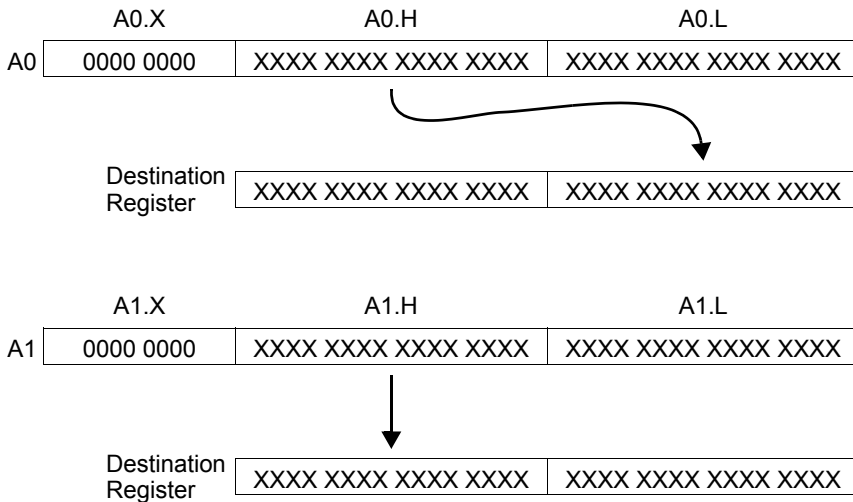 A0.X A0.H A0.L
A0 0000 0000 XXXX XXXX XXXX XXXX XXXX XXXX XXXX XXXX
Destination
Register XXXX XXXX XXXX XXXX XXXX XXXX XXXX XXXX
A1.X A1.H A1.L
A1 0000 0000 XXXX XXXX XXXX XXXX XXXX XXXX XXXX XXXX
Destination
Register XXXX XXXX XXXX XXXX XXXX XXXX XXXX XXXX